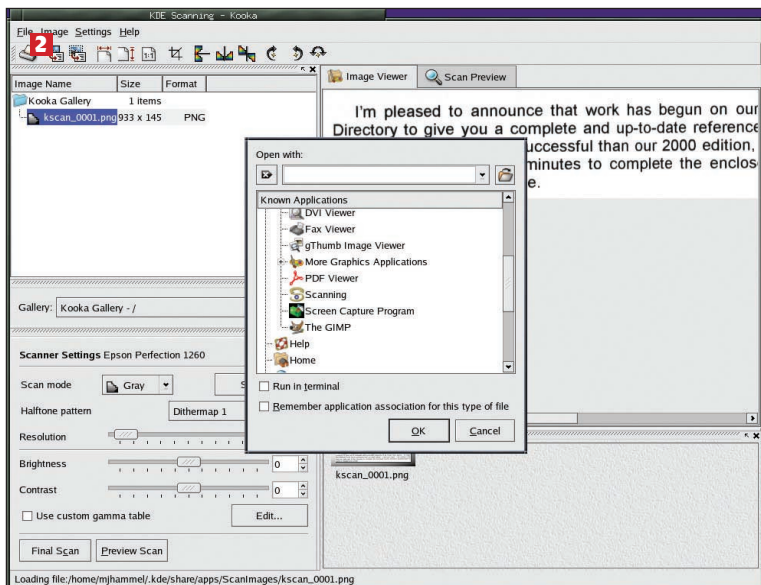 KDE Scanning - Kooka
File Image Settings Help
2
1:1
Image Name Size Format
Kooka Gallery 1 items
kscan_0001.png 933 x 145 PNG
Gallery: Kooka Gallery - /
Scanner Settings Epson Perfection 1260
Scan mode Gray
Halftone pattern Dithermap 1
Resolution
Brightness 0
Contrast 0
Use custom gamma table Edit...
Final Scan Preview Scan
Image Viewer Scan Preview
I'm pleased to announce that work has begun on our
Directory to give you a complete and up-to-date reference
uccessful than our 2000 edition,
minutes to complete the enclos
e.
Open with:
Known Applications
DVI Viewer
Fax Viewer
gThumb Image Viewer
More Graphics Applications
PDF Viewer
Scanning
Screen Capture Program
The GIMP
Help
Home
Run in terminal
Remember application association for this type of file
OK Cancel
kscan_0001.png
Loading file:/home/mjhammel/.kde/share/apps/ScanImages/kscan_0001.png